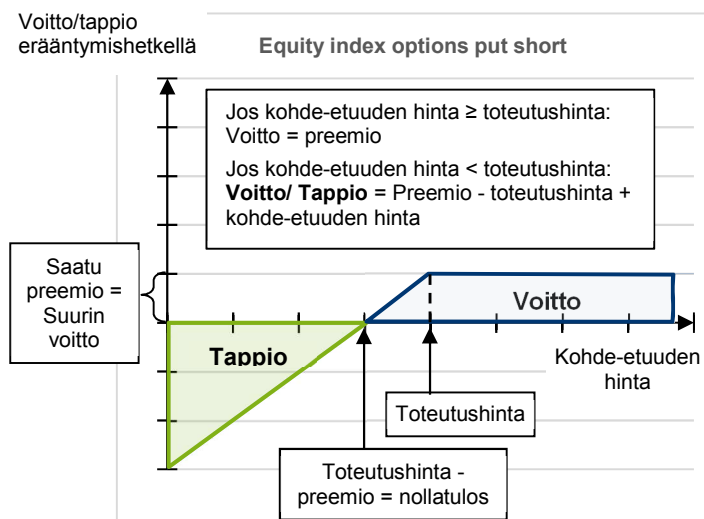 Voitto/tappio
erääntymishetkellä
Equity index options put short
Jos kohde-etuuden hinta ≥ toteutushinta:
Voitto = preemio
Jos kohde-etuuden hinta < toteutushinta:
Voitto/ Tappio = Preemio - toteutushinta +
kohde-etuuden hinta
Saatu
preemio =
Suurin
voitto
Voitto
Tappio
Kohde-etuuden
hinta
Toteutushinta
Toteutushinta -
preemio = nollatulos